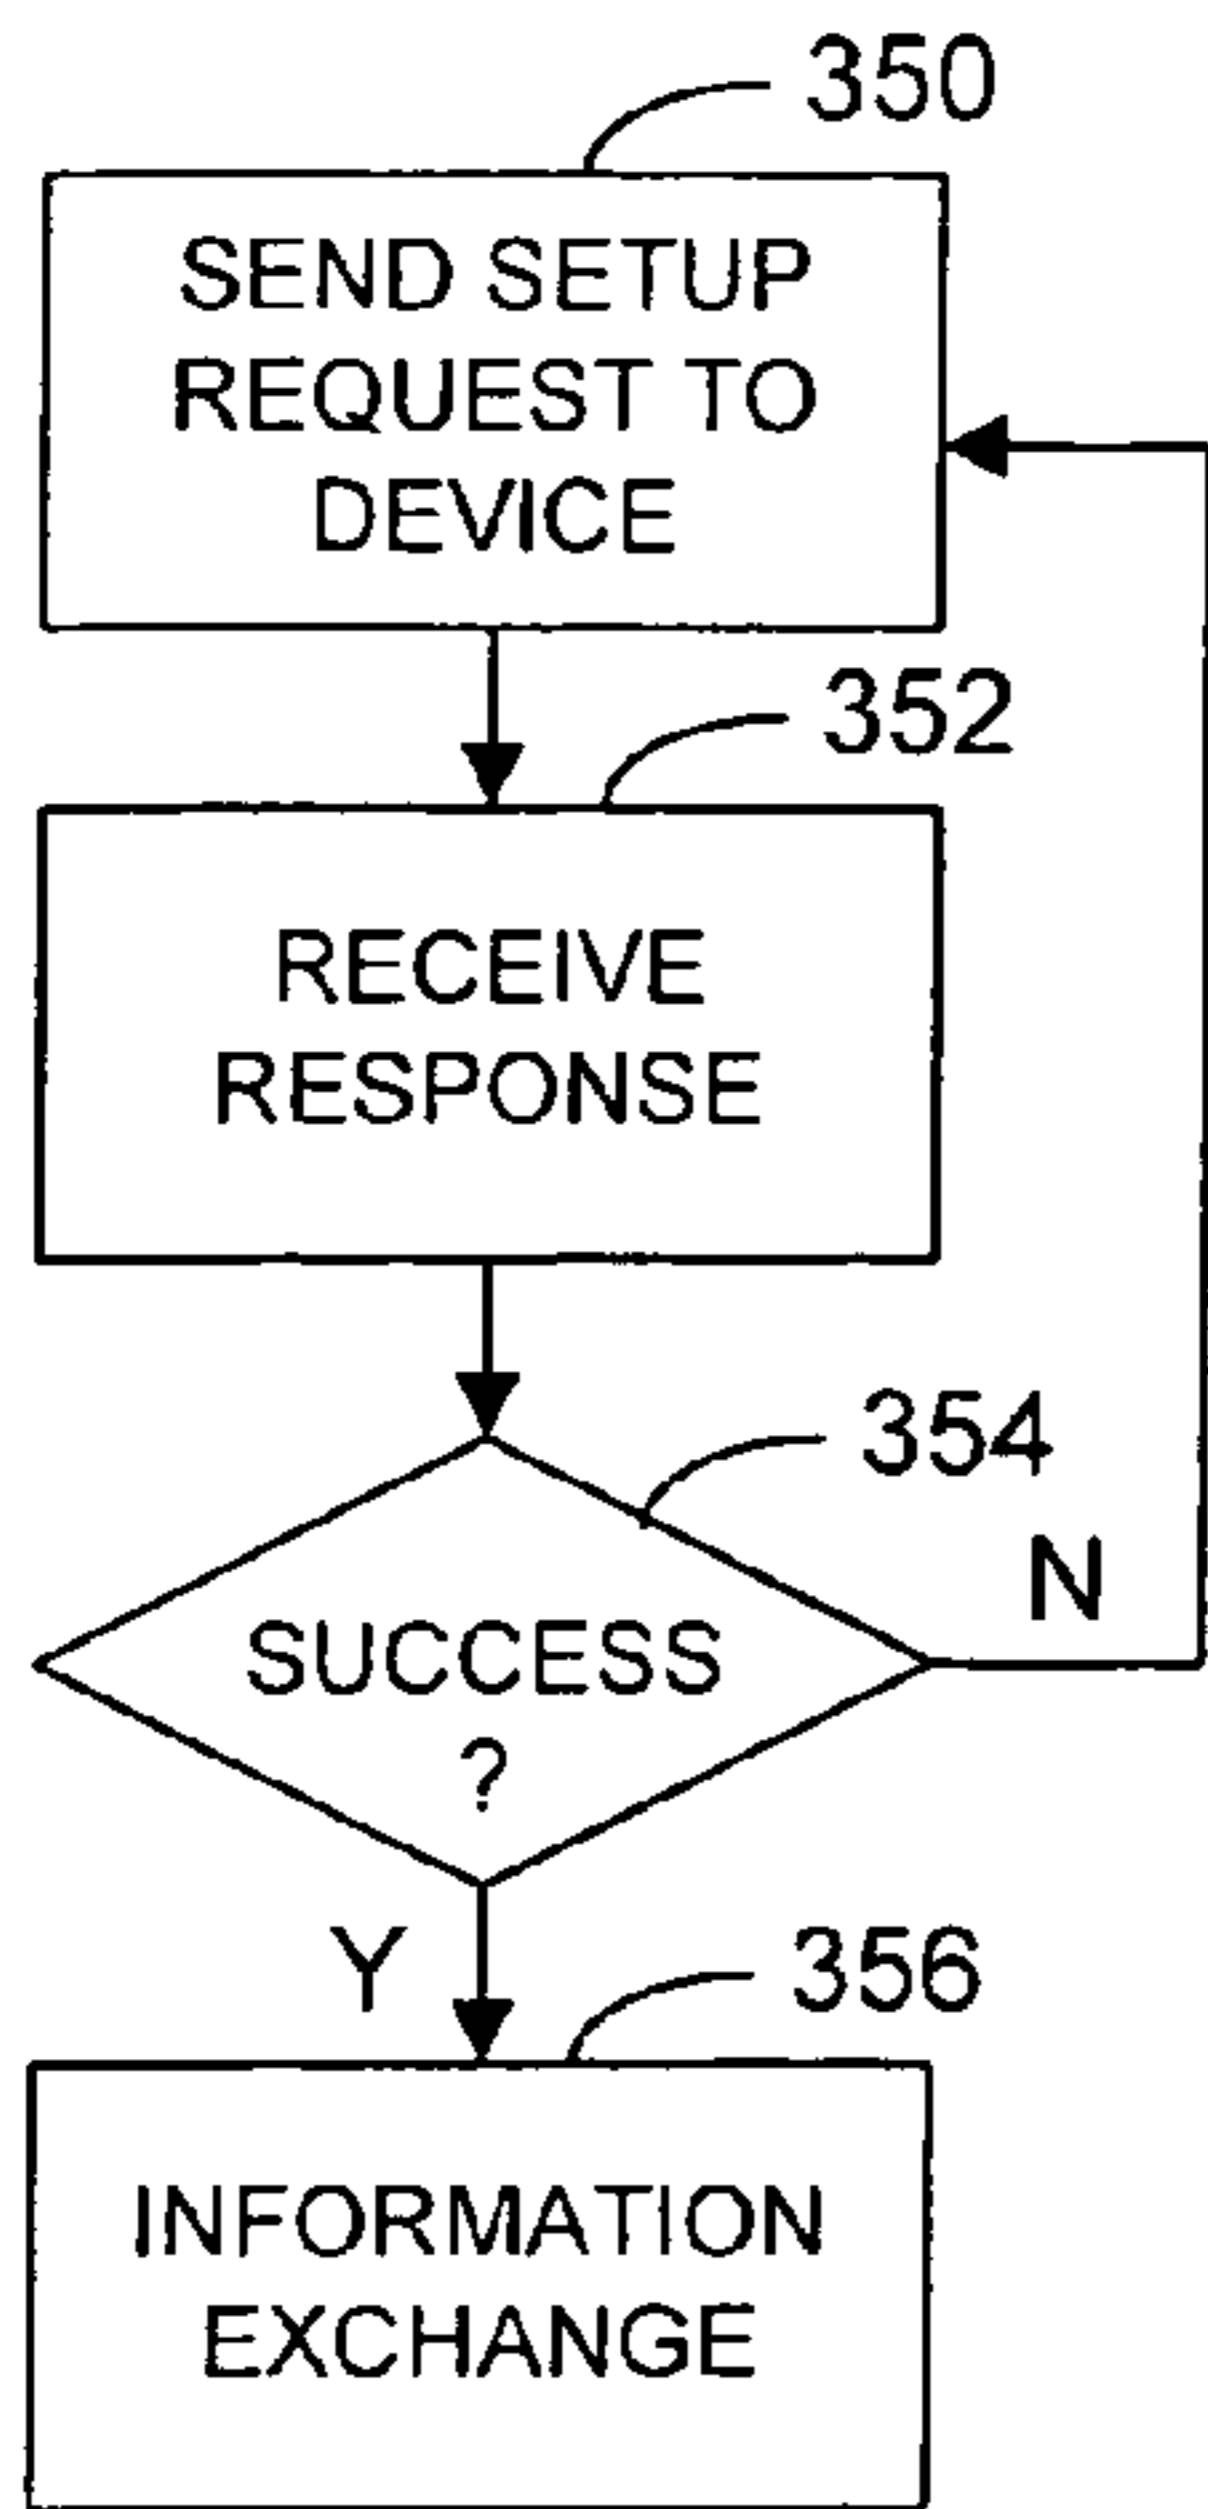 350
SEND SETUP
REQUEST TO
DEVICE
352
RECEIVE
RESPONSE
354
N
SUCCESS
?
Y
356
INFORMATION
EXCHANGE